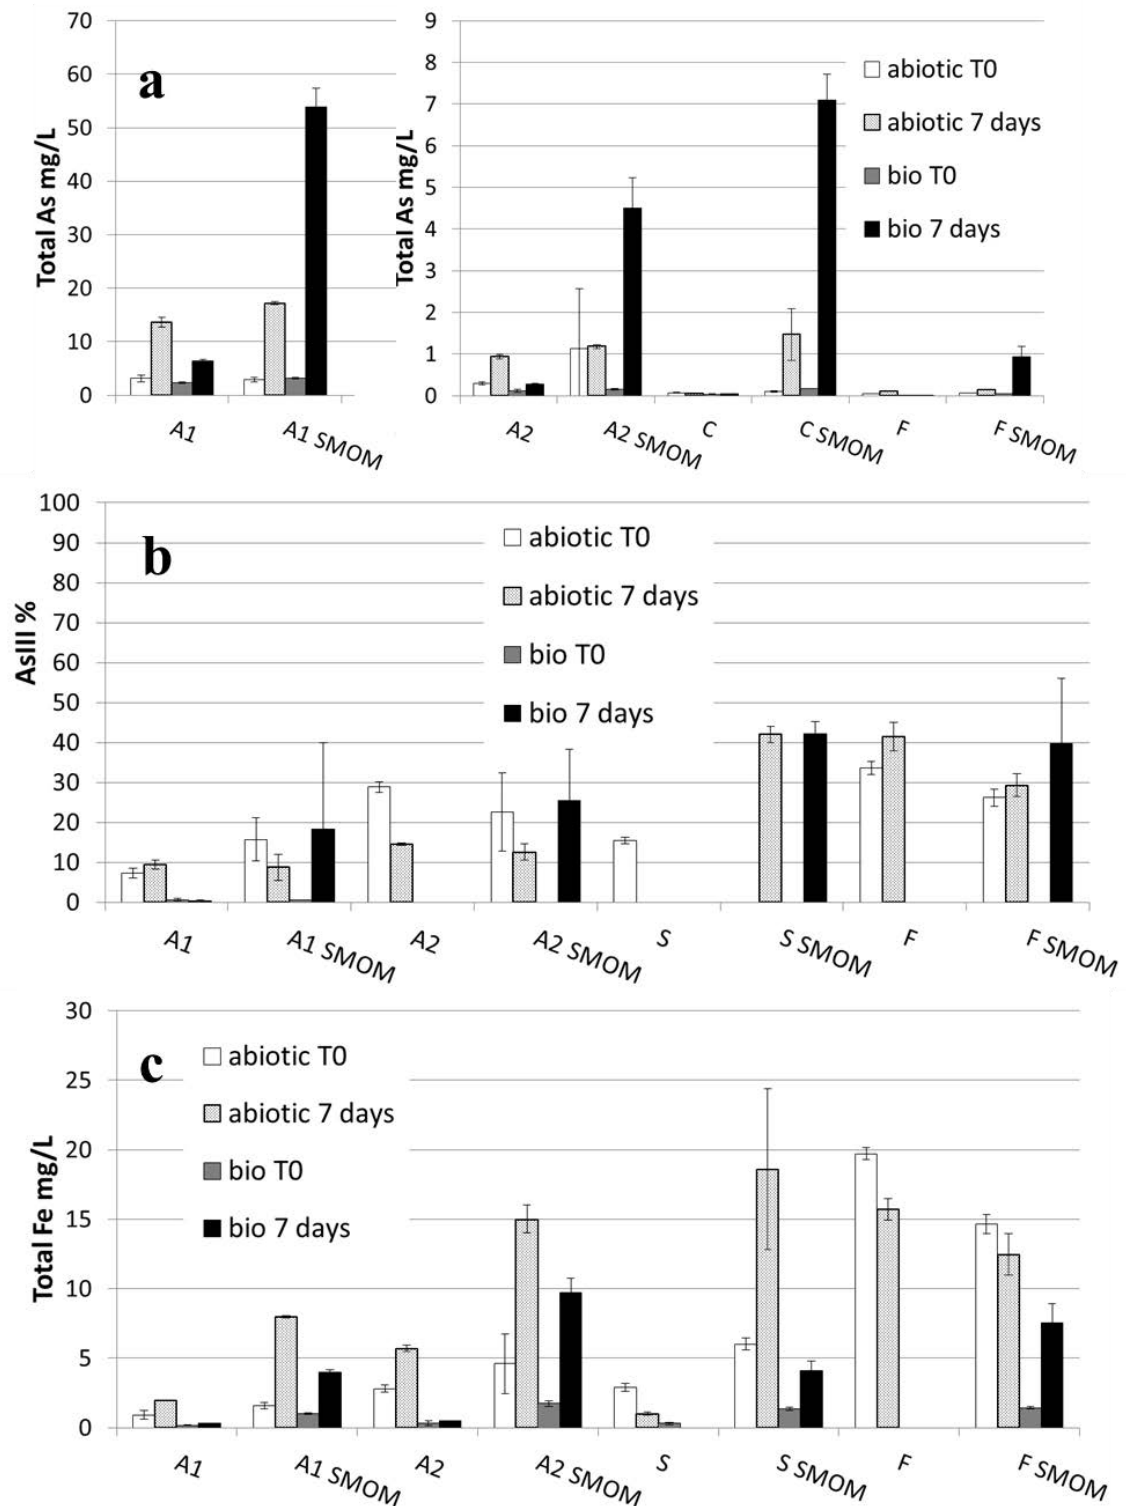 a
70
60
50
40
30
20
10
0
Total As mg/L
A1
A1 SMOM
9
8
7
6
5
4
3
2
1
0
Total As mg/L
abiotic T0
abiotic 7 days
bio T0
bio 7 days
A2
A2 SMOM
C
C SMOM
F
F SMOM
b
100
90
80
70
60
50
40
30
20
10
0
AsIII %
abiotic T0
abiotic 7 days
bio T0
bio 7 days
A1
A1 SMOM
A2
A2 SMOM
S
S SMOM
F
F SMOM
c
30
25
20
15
10
5
0
Total Fe mg/L
abiotic T0
abiotic 7 days
bio T0
bio 7 days
A1
A1 SMOM
A2
A2 SMOM
S
S SMOM
F
F SMOM